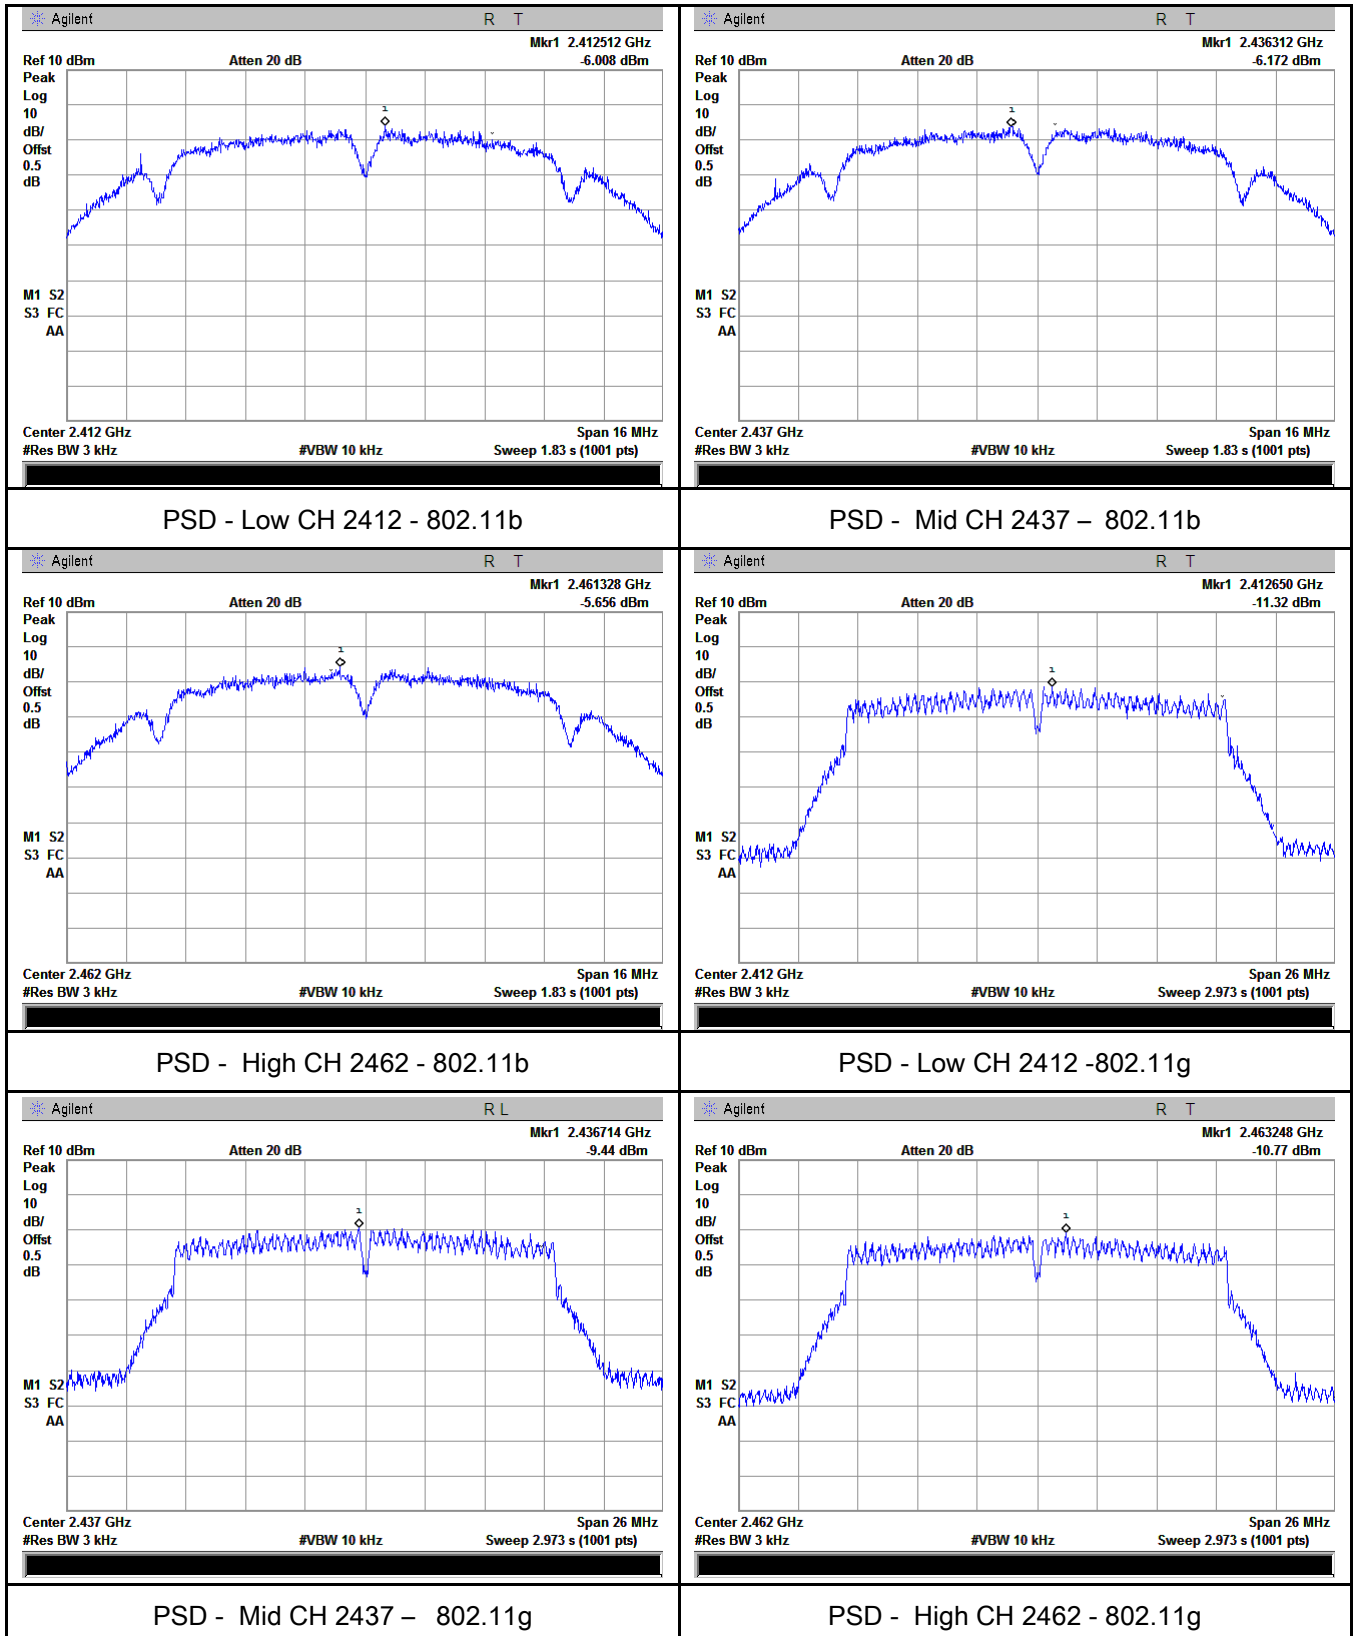 Agilent R T
Mkr1 2.412512 GHz
Ref 10 dBm Atten 20 dB -6.008 dBm
Peak
Log
10
dB/
Offst
0.5
dB
1
M1 S2
S3 FC
AA
Center 2.412 GHz Span 16 MHz
#Res BW 3 kHz #VBW 10 kHz Sweep 1.83 s (1001 pts)
PSD - Low CH 2412 - 802.11b
Agilent R T
Mkr1 2.436312 GHz
Ref 10 dBm Atten 20 dB -6.172 dBm
Peak
Log
10
dB/
Offst
0.5
dB
1
M1 S2
S3 FC
AA
Center 2.437 GHz Span 16 MHz
#Res BW 3 kHz #VBW 10 kHz Sweep 1.83 s (1001 pts)
PSD - Mid CH 2437 – 802.11b
Agilent R T
Mkr1 2.461328 GHz
Ref 10 dBm Atten 20 dB -5.656 dBm
Peak
Log
10
dB/
Offst
0.5
dB
1
M1 S2
S3 FC
AA
Center 2.462 GHz Span 16 MHz
#Res BW 3 kHz #VBW 10 kHz Sweep 1.83 s (1001 pts)
PSD - High CH 2462 - 802.11b
Agilent R T
Mkr1 2.412650 GHz
Ref 10 dBm Atten 20 dB -11.32 dBm
Peak
Log
10
dB/
Offst
0.5
dB
1
M1 S2
S3 FC
AA
Center 2.412 GHz Span 26 MHz
#Res BW 3 kHz #VBW 10 kHz Sweep 2.973 s (1001 pts)
PSD - Low CH 2412 -802.11g
Agilent R L
Mkr1 2.436714 GHz
Ref 10 dBm Atten 20 dB -9.44 dBm
Peak
Log
10
dB/
Offst
0.5
dB
1
M1 S2
S3 FC
AA
Center 2.437 GHz Span 26 MHz
#Res BW 3 kHz #VBW 10 kHz Sweep 2.973 s (1001 pts)
PSD - Mid CH 2437 – 802.11g
Agilent R T
Mkr1 2.463248 GHz
Ref 10 dBm Atten 20 dB -10.77 dBm
Peak
Log
10
dB/
Offst
0.5
dB
1
M1 S2
S3 FC
AA
Center 2.462 GHz Span 26 MHz
#Res BW 3 kHz #VBW 10 kHz Sweep 2.973 s (1001 pts)
PSD - High CH 2462 - 802.11g